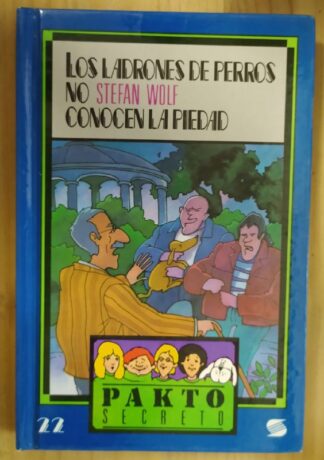 LOS LADRONES DE PERROS
NO STEFAN WOLF
CONOCEN LA PIEDAD
PAKTO
SECRETO
22
S